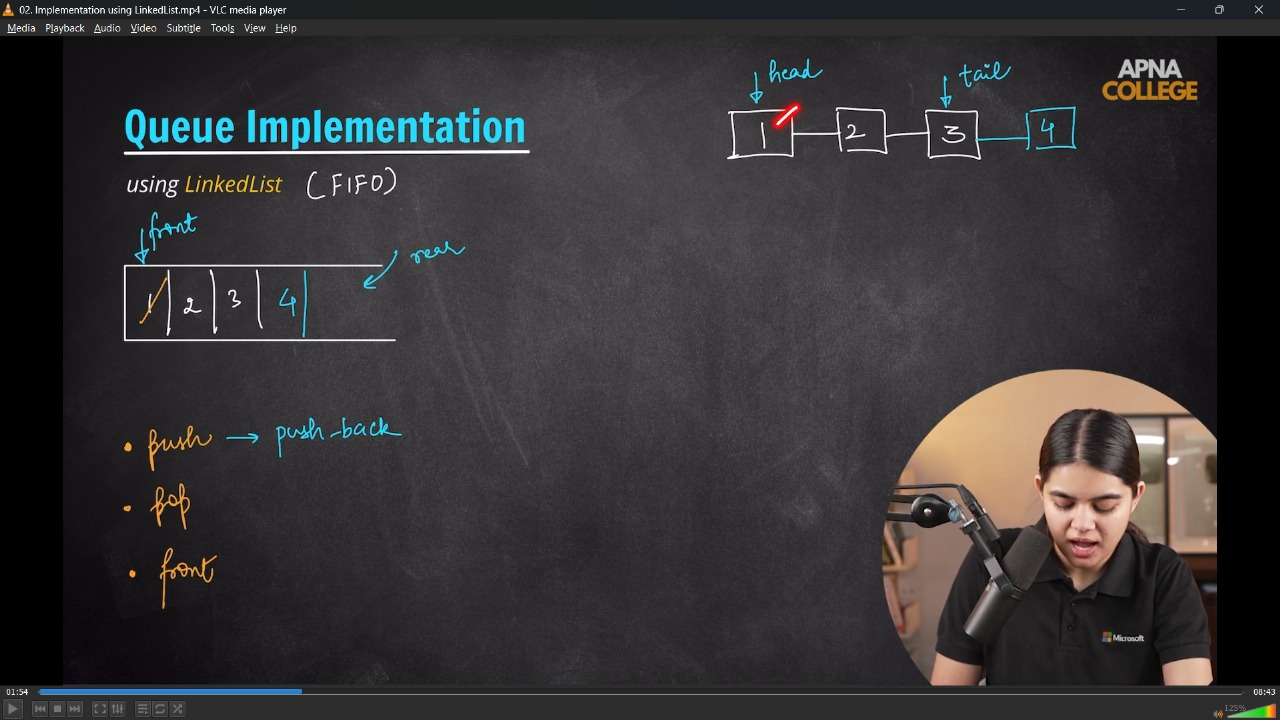 02. Implementation using LinkedList.mp4 - VLC media player
Media Playback Audio Video Subtitle Tools View Help
head
tail
APNA
COLLEGE
1 2 3 4
Queue Implementation
using LinkedList (FIFO)
front
rear
1 2 3 4
• push → push-back
• pop
• front
Microsoft
01:54
08:43
125%